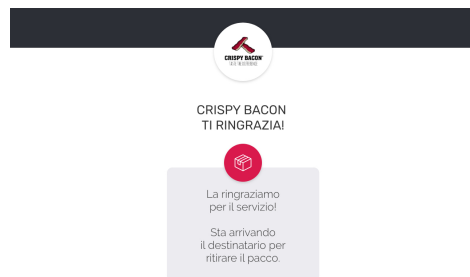 CRISPY BACON
CRISPY BACON
TI RINGRAZIA!
La ringraziamo
per il servizio!
Sta arrivando
il destinatario per
ritirare il pacco.